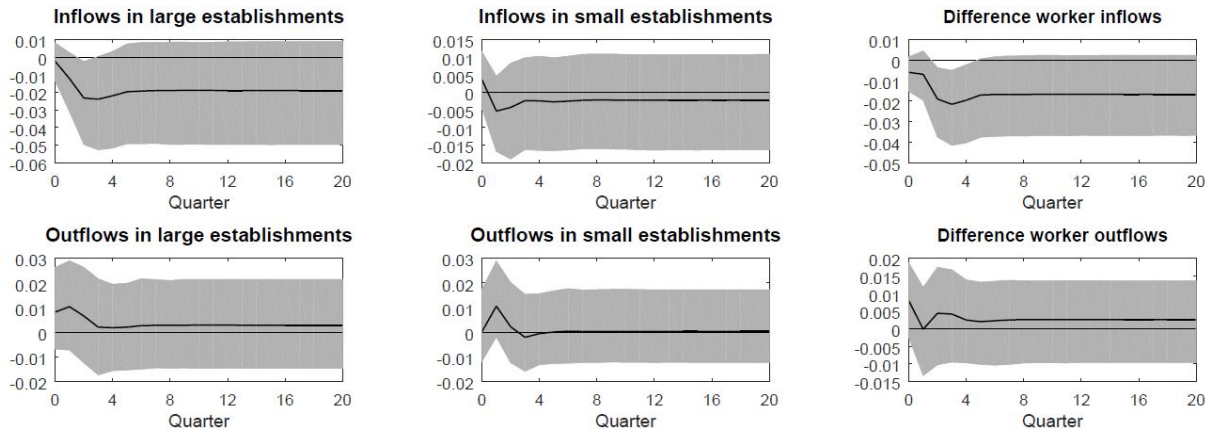 Inflows in large establishments
0.01
0
-0.01
-0.02
-0.03
-0.04
-0.05
-0.06
0 4 8 12 16 20
Quarter
Inflows in small establishments
0.015
0.01
0.005
0
-0.005
-0.01
-0.015
-0.02
0 4 8 12 16 20
Quarter
Difference worker inflows
0.01
0
-0.01
-0.02
-0.03
-0.04
-0.05
0 4 8 12 16 20
Quarter
Outflows in large establishments
0.03
0.02
0.01
0
-0.01
-0.02
0 4 8 12 16 20
Quarter
Outflows in small establishments
0.03
0.02
0.01
0
-0.01
-0.02
0 4 8 12 16 20
Quarter
Difference worker outflows
0.02
0.015
0.01
0.005
0
-0.005
-0.01
-0.015
0 4 8 12 16 20
Quarter